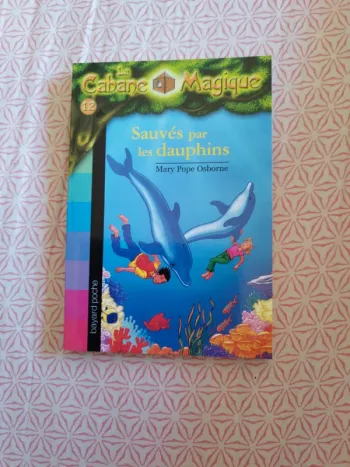 La
Cabane Magique
12
Sauvés par
les dauphins
Mary Pope Osborne
bayard poche